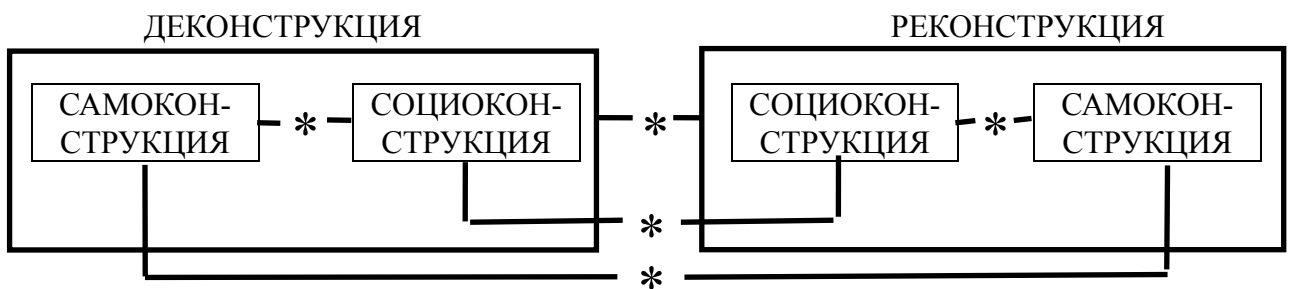 ДЕКОНСТРУКЦИЯ
РЕКОНСТРУКЦИЯ
САМОКОН-
СТРУКЦИЯ
*
СОЦИОКОН-
СТРУКЦИЯ
*
СОЦИОКОН-
СТРУКЦИЯ
*
САМОКОН-
СТРУКЦИЯ
*
*